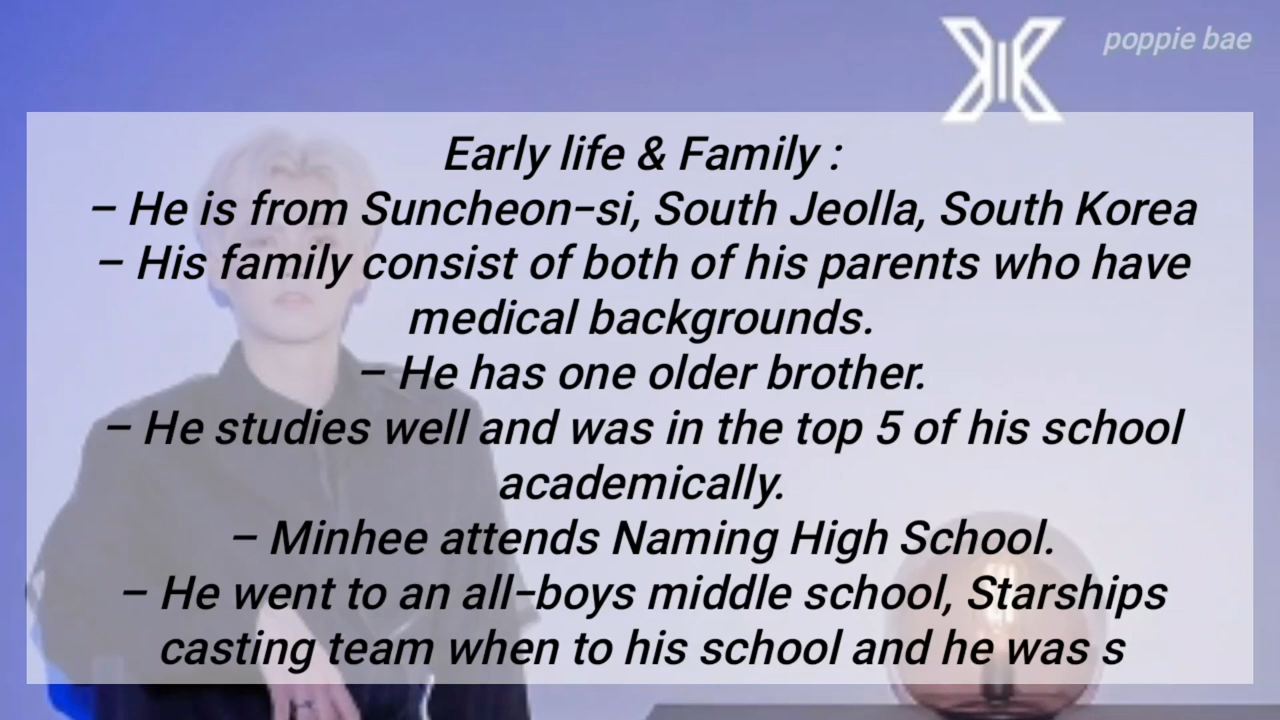 poppie bae
Early life & Family :
– He is from Suncheon-si, South Jeolla, South Korea
– His family consist of both of his parents who have
medical backgrounds.
– He has one older brother.
– He studies well and was in the top 5 of his school
academically.
– Minhee attends Naming High School.
– He went to an all-boys middle school, Starships
casting team when to his school and he was s